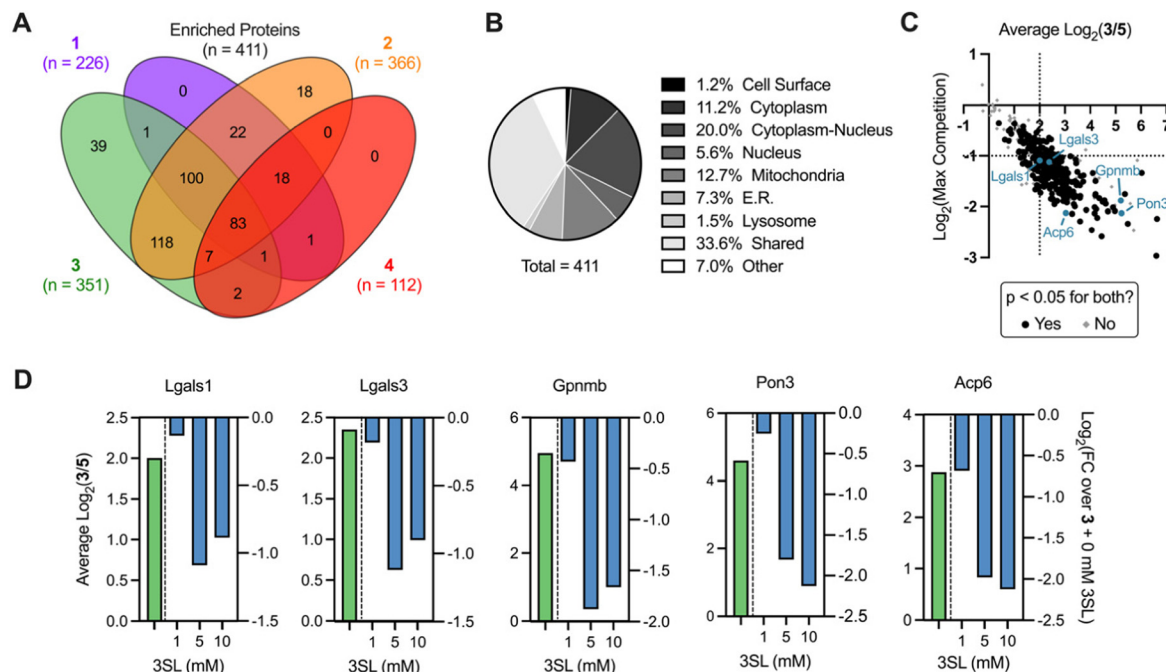 A
Enriched Proteins
(n = 411)
1
(n = 226)
2
(n = 366)
0
18
39
1
22
0
0
100
18
83
118
7
1
1
2
3
(n = 351)
4
(n = 112)
B
1.2% Cell Surface
11.2% Cytoplasm
20.0% Cytoplasm-Nucleus
5.6% Nucleus
12.7% Mitochondria
7.3% E.R.
1.5% Lysosome
33.6% Shared
7.0% Other
Total = 411
C
Average Log2(3/5)
Log2(Max Competition)
1
0
-1
-2
-3
-1
1
2
3
4
5
6
7
Lgals3
Lgals1
Gpnmb
Pon3
Acp6
p < 0.05 for both?
Yes
No
D
Lgals1
Average Log2(3/5)
2.5
2.0
1.5
1.0
0.5
0.0
0.0
-0.5
-1.0
-1.5
1 5 10
3SL (mM)
Lgals3
2.5
2.0
1.5
1.0
0.5
0.0
0.0
-0.5
-1.0
-1.5
1 5 10
3SL (mM)
Gpnmb
6
4
2
0
0.0
-0.5
-1.0
-1.5
-2.0
1 5 10
3SL (mM)
Pon3
6
4
2
0
0.0
-0.5
-1.0
-1.5
-2.0
-2.5
1 5 10
3SL (mM)
Acp6
4
3
2
1
0
0.0
-0.5
-1.0
-1.5
-2.0
-2.5
1 5 10
3SL (mM)
Log2(FC over 3 + 0 mM 3SL)